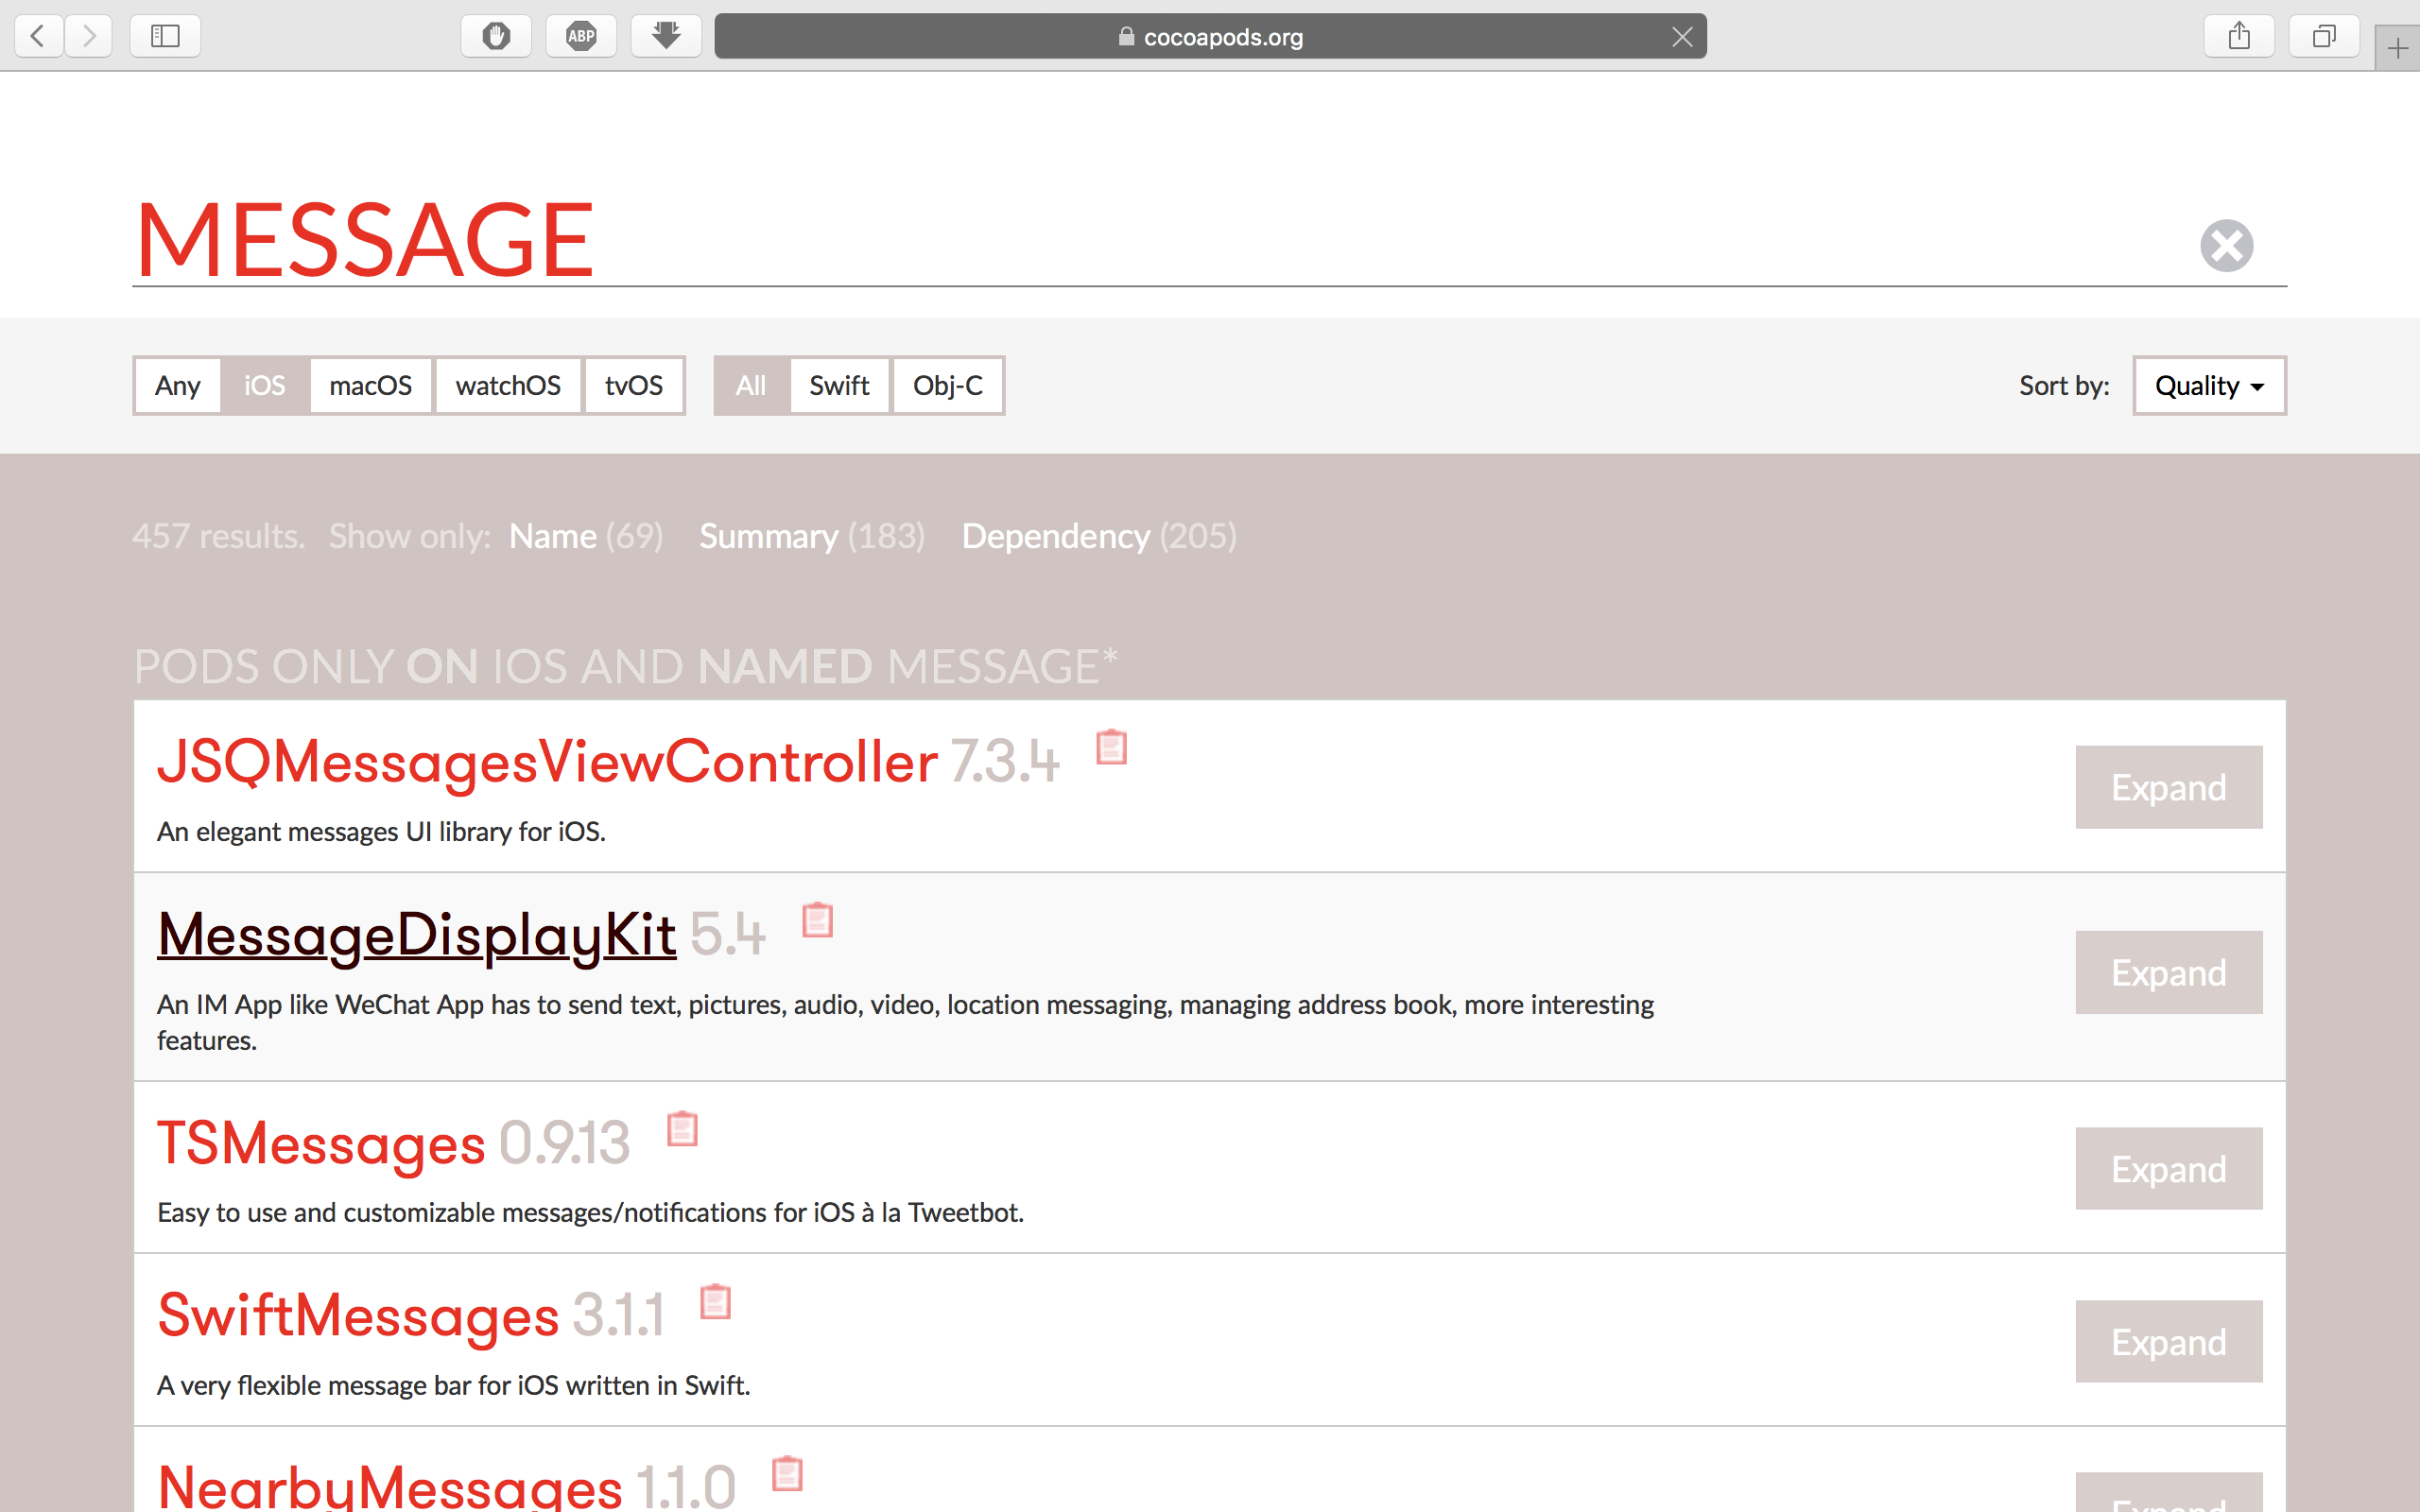 ABP
cocoapods.org
MESSAGE
Any iOS macOS watchOS tvOS All Swift Obj-C Sort by: Quality
457 results. Show only: Name (69) Summary (183) Dependency (205)
PODS ONLY ON IOS AND NAMED MESSAGE*
JSQMessagesViewController 7.3.4
An elegant messages UI library for iOS.
Expand
MessageDisplayKit 5.4
An IM App like WeChat App has to send text, pictures, audio, video, location messaging, managing address book, more interesting
features.
Expand
TSMessages 0.9.13
Easy to use and customizable messages/notifications for iOS à la Tweetbot.
Expand
SwiftMessages 3.1.1
A very flexible message bar for iOS written in Swift.
Expand
NearbyMessages 1.1.0
Expand